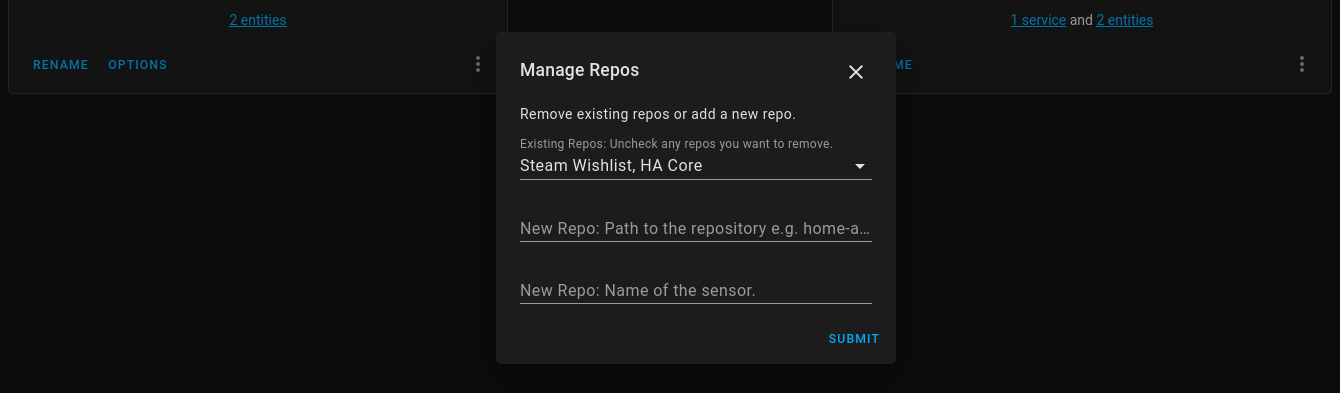 2 entities
1 service and 2 entities
RENAME OPTIONS
ME
Manage Repos
Remove existing repos or add a new repo.
Existing Repos: Uncheck any repos you want to remove.
Steam Wishlist, HA Core
New Repo: Path to the repository e.g. home-a...
New Repo: Name of the sensor.
SUBMIT